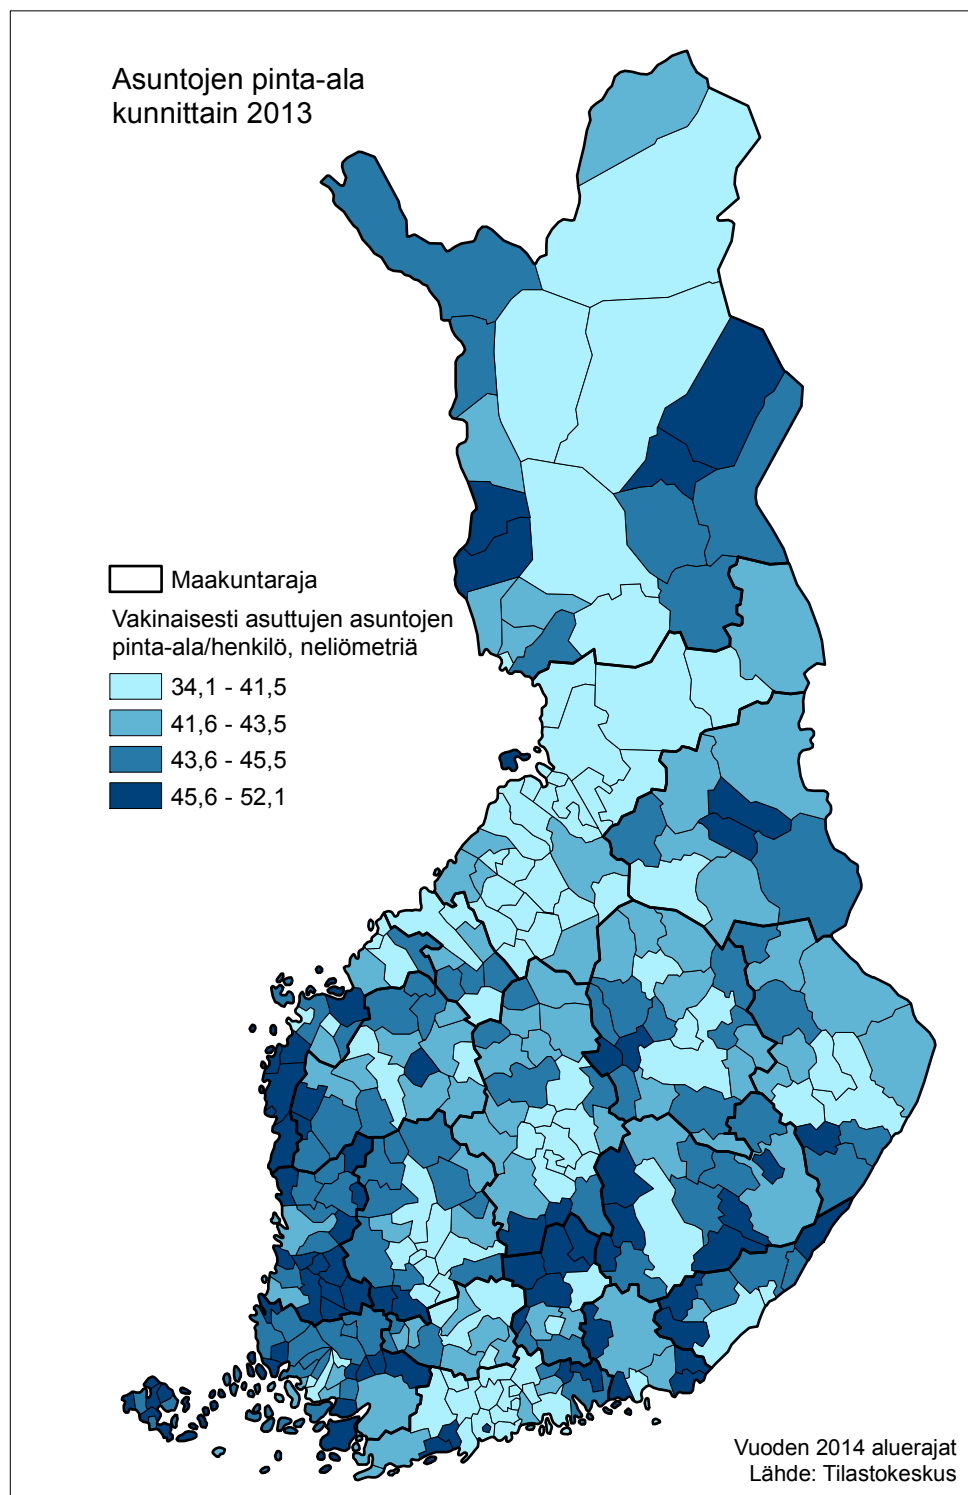 Asuntojen pinta-ala
kunnittain 2013
Maakuntaraja
Vakinaisesti asuttujen asuntojen
pinta-ala/henkilö, neliömetriä
34,1 - 41,5
41,6 - 43,5
43,6 - 45,5
45,6 - 52,1
Vuoden 2014 aluerajat
Lähde: Tilastokeskus